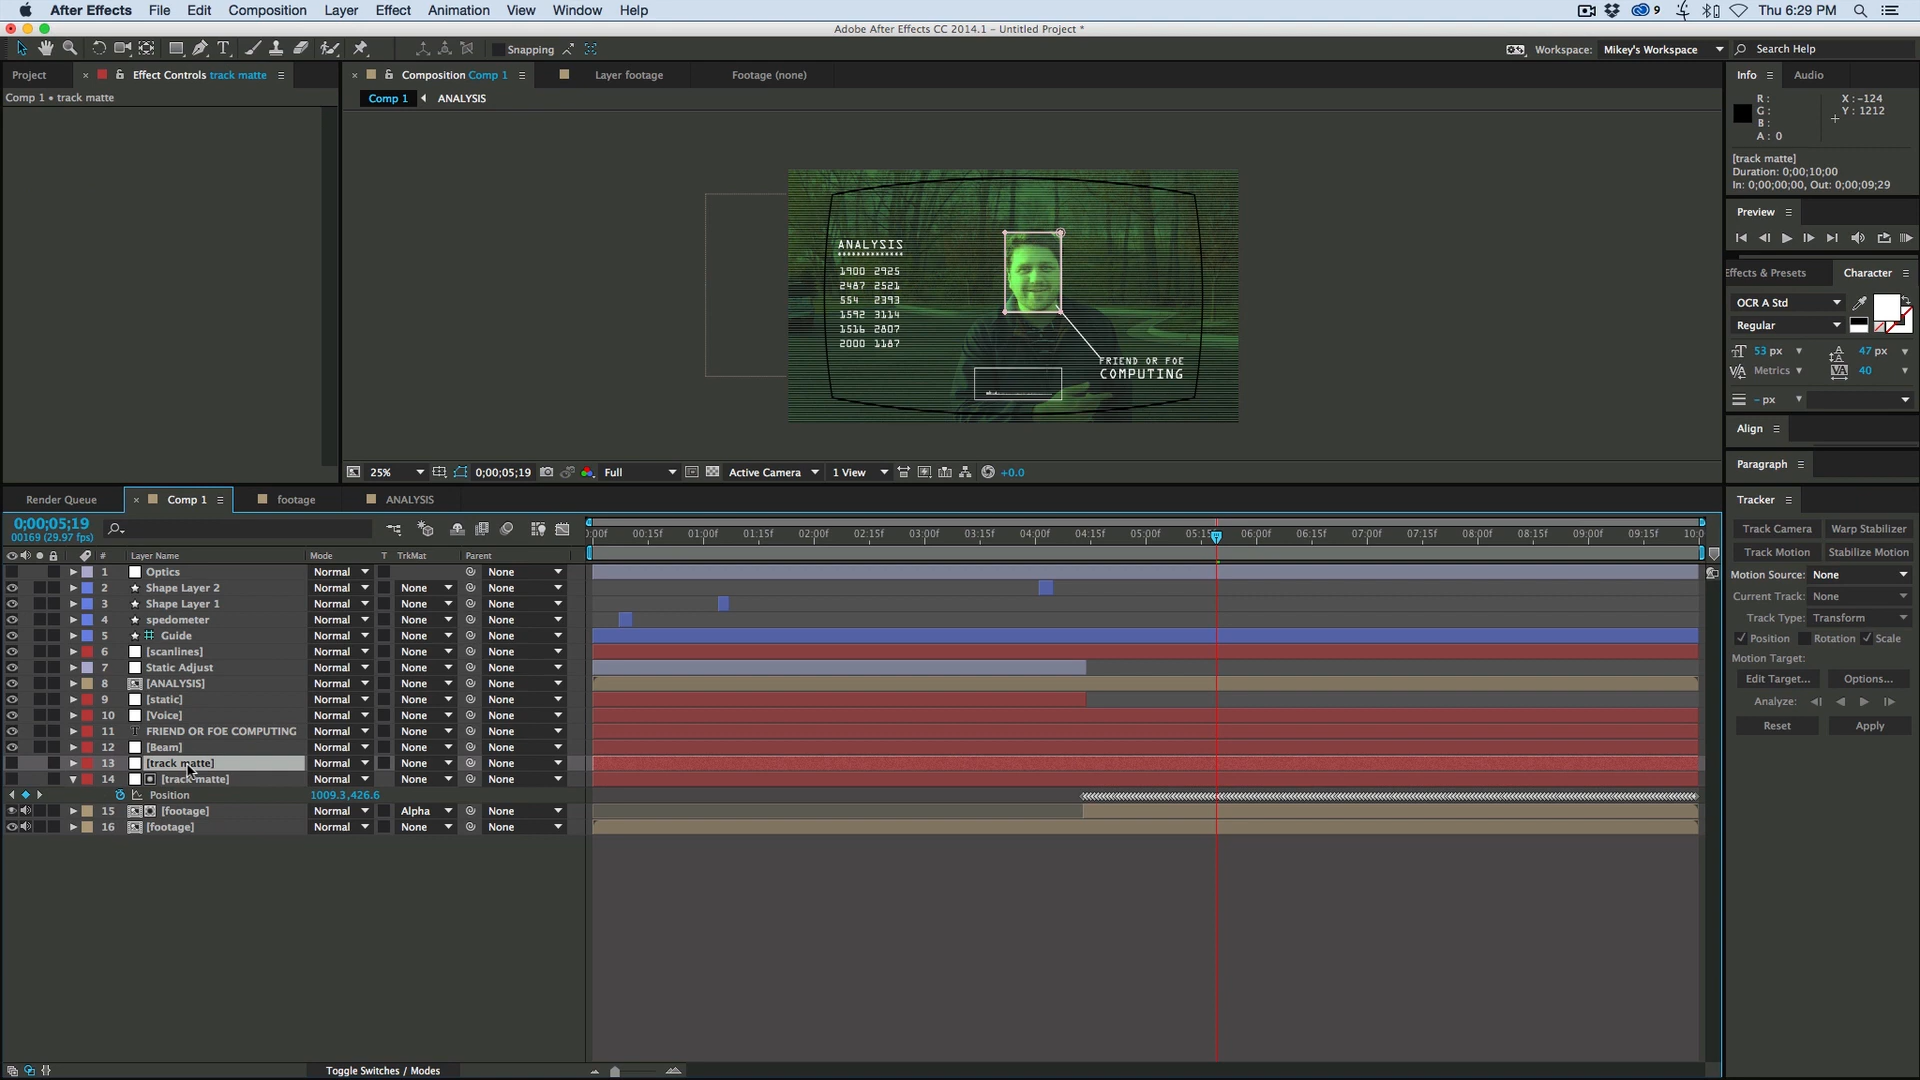 After Effects File Edit Composition Layer Effect Animation View Window Help 9 Thu 6:29 PM
Adobe After Effects CC 2014.1 - Untitled Project *
Snapping Workspace: Mikey's Workspace Search Help
Project × Effect Controls track matte × Composition Comp 1 Layer footage Footage (none) Info Audio
Comp 1 • track matte Comp 1 ANALYSIS
R: X: -124
G: Y: 1212
B:
A: 0
[track matte]
Duration: 0;00;10;00
In: 0;00;00;00, Out: 0;00;09;29
Preview
Effects & Presets Character
OCR A Std
Regular
53 px 47 px
Metrics 40
- px
Align
Paragraph
ANALYSIS
1900 2925
2487 2521
554 2393
1592 3114
1516 2807
2000 1187
FRIEND OR FOE
COMPUTING
25% 0;00;05;19 Full Active Camera 1 View +0.0
Render Queue × Comp 1 footage ANALYSIS
0;00;05;19
00169 (29.97 fps)
:00f 00:15f 01:00f 01:15f 02:00f 02:15f 03:00f 03:15f 04:00f 04:15f 05:00f 05:15 06:00f 06:15f 07:00f 07:15f 08:00f 08:15f 09:00f 09:15f 10:0
# Layer Name Mode T TrkMat Parent
1 Optics Normal None
2 Shape Layer 2 Normal None None
3 Shape Layer 1 Normal None None
4 spedometer Normal None None
5 Guide Normal None None
6 [scanlines] Normal None None
7 Static Adjust Normal None None
8 [ANALYSIS] Normal None None
9 [static] Normal None None
10 [Voice] Normal None None
11 T FRIEND OR FOE COMPUTING Normal None None
12 [Beam] Normal None None
13 [track matte] Normal None None
14 [track matte] Normal None None
Position 1009.3,426.6
15 [footage] Normal Alpha None
16 [footage] Normal None None
Toggle Switches / Modes
Tracker
Track Camera Warp Stabilizer
Track Motion Stabilize Motion
Motion Source: None
Current Track: None
Track Type: Transform
Position Rotation Scale
Motion Target:
Edit Target... Options...
Analyze:
Reset Apply